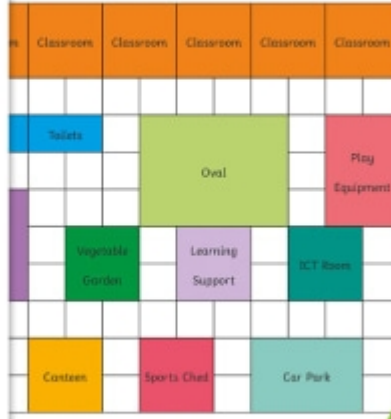 m Classroom Classroom Classroom Classroom Classroom
Toilets
Oval
Play
Equipment
Vegetable
Garden
Learning
Support
ICT Room
Canteen
Sports Shed
Car Park